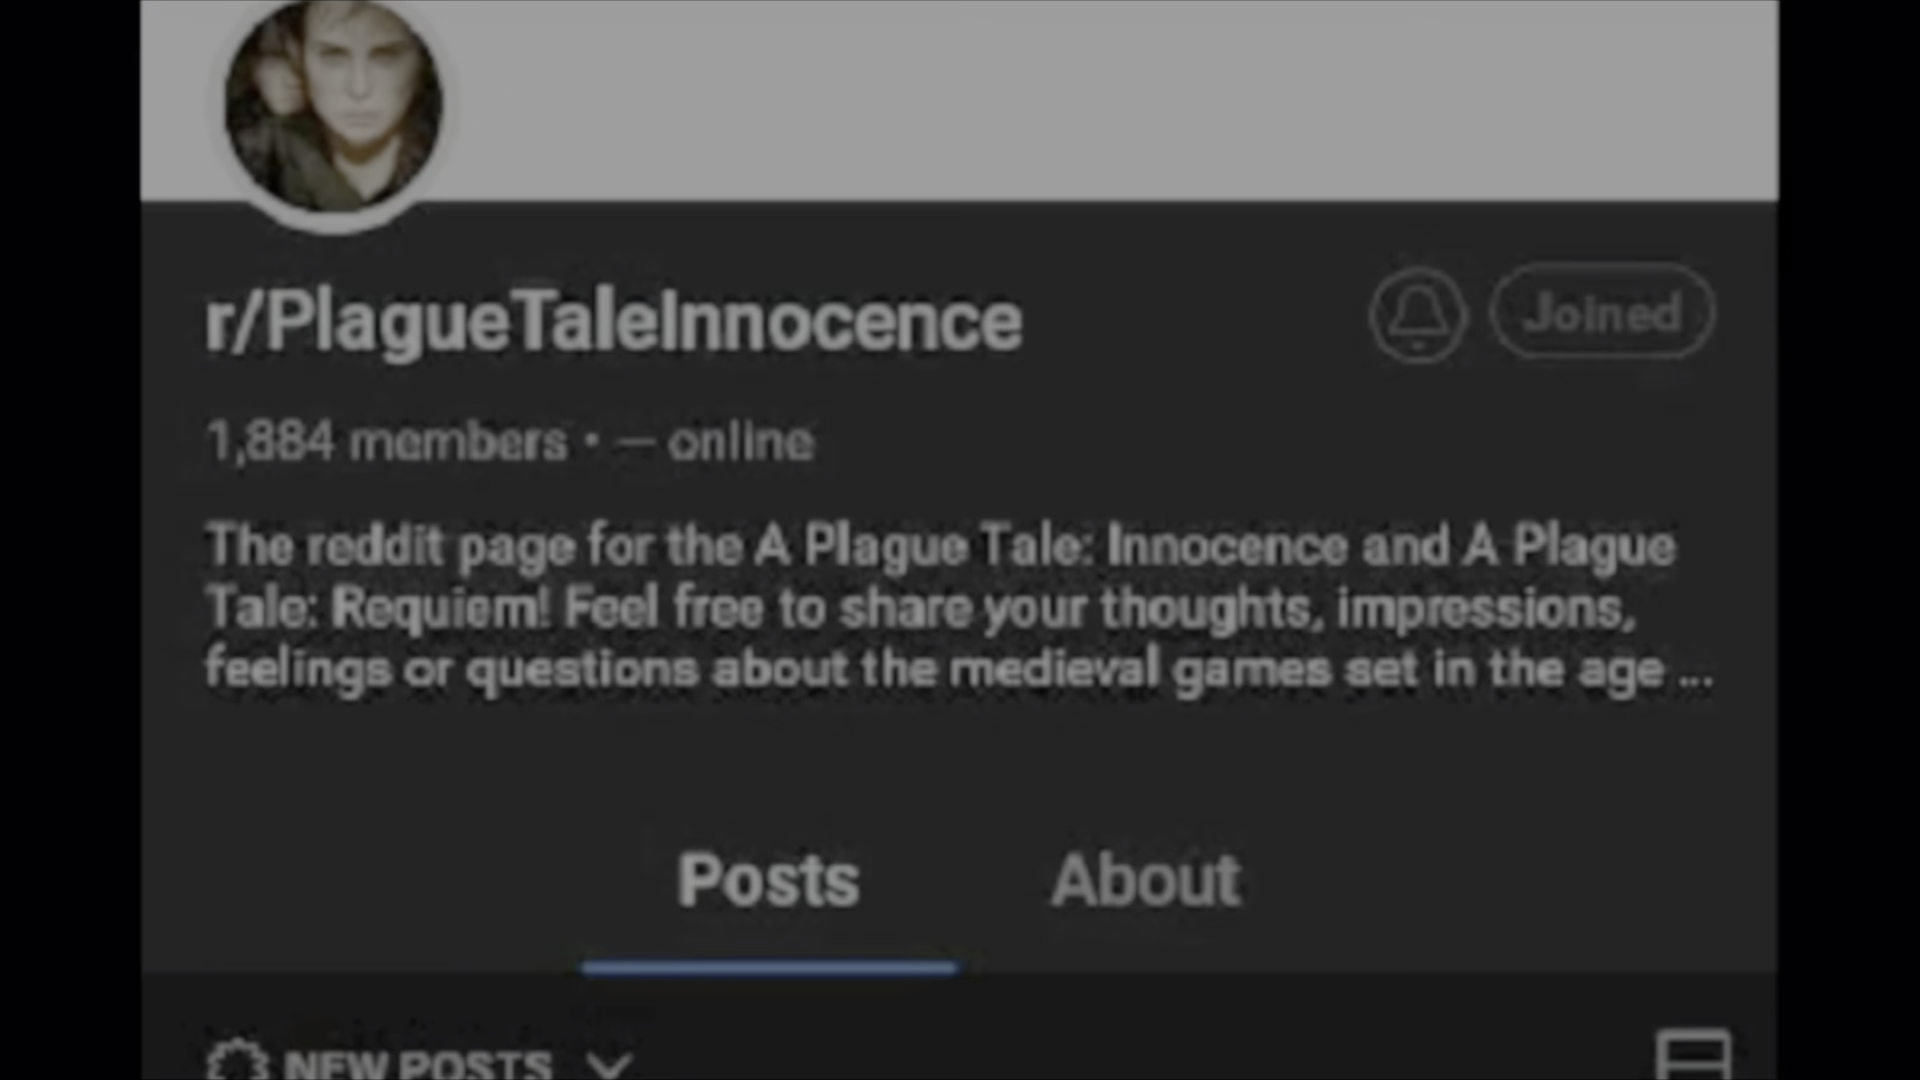 r/PlagueTaleInnocence
Joined
1,884 members • — online
The reddit page for the A Plague Tale: Innocence and A Plague
Tale: Requiem! Feel free to share your thoughts, impressions,
feelings or questions about the medieval games set in the age ...
Posts About
NEW POSTS